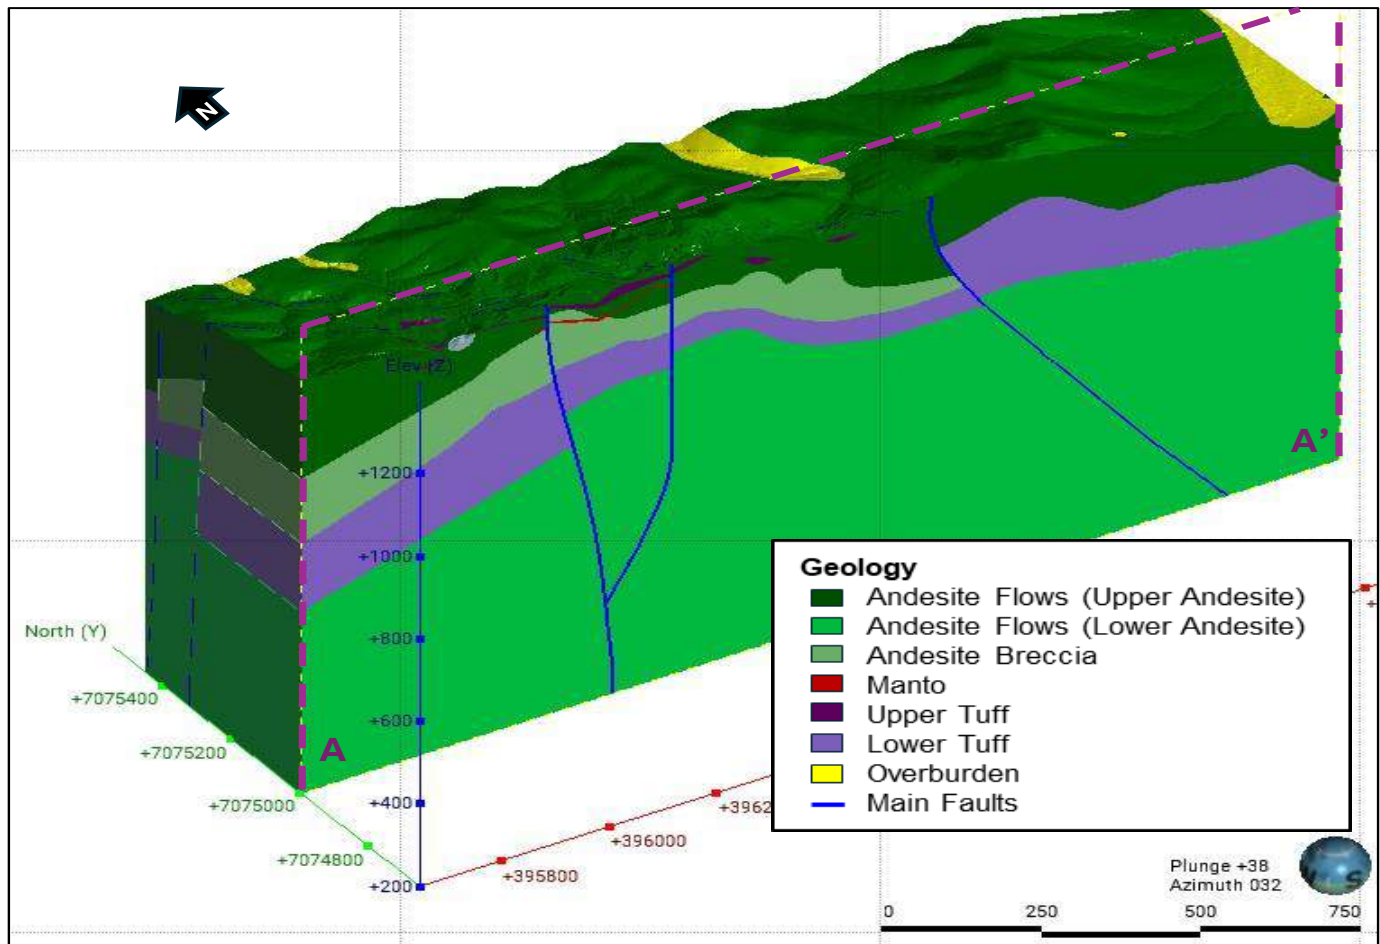 N
Elev (Z)
+1200
+1000
+800
+600
+400
+200
North (Y)
+7075400
+7075200
+7075000
+7074800
A
A’
+395800
+396000
+3962
+
Geology
Andesite Flows (Upper Andesite)
Andesite Flows (Lower Andesite)
Andesite Breccia
Manto
Upper Tuff
Lower Tuff
Overburden
Main Faults
Plunge +38
Azimuth 032
S
0 250 500 750